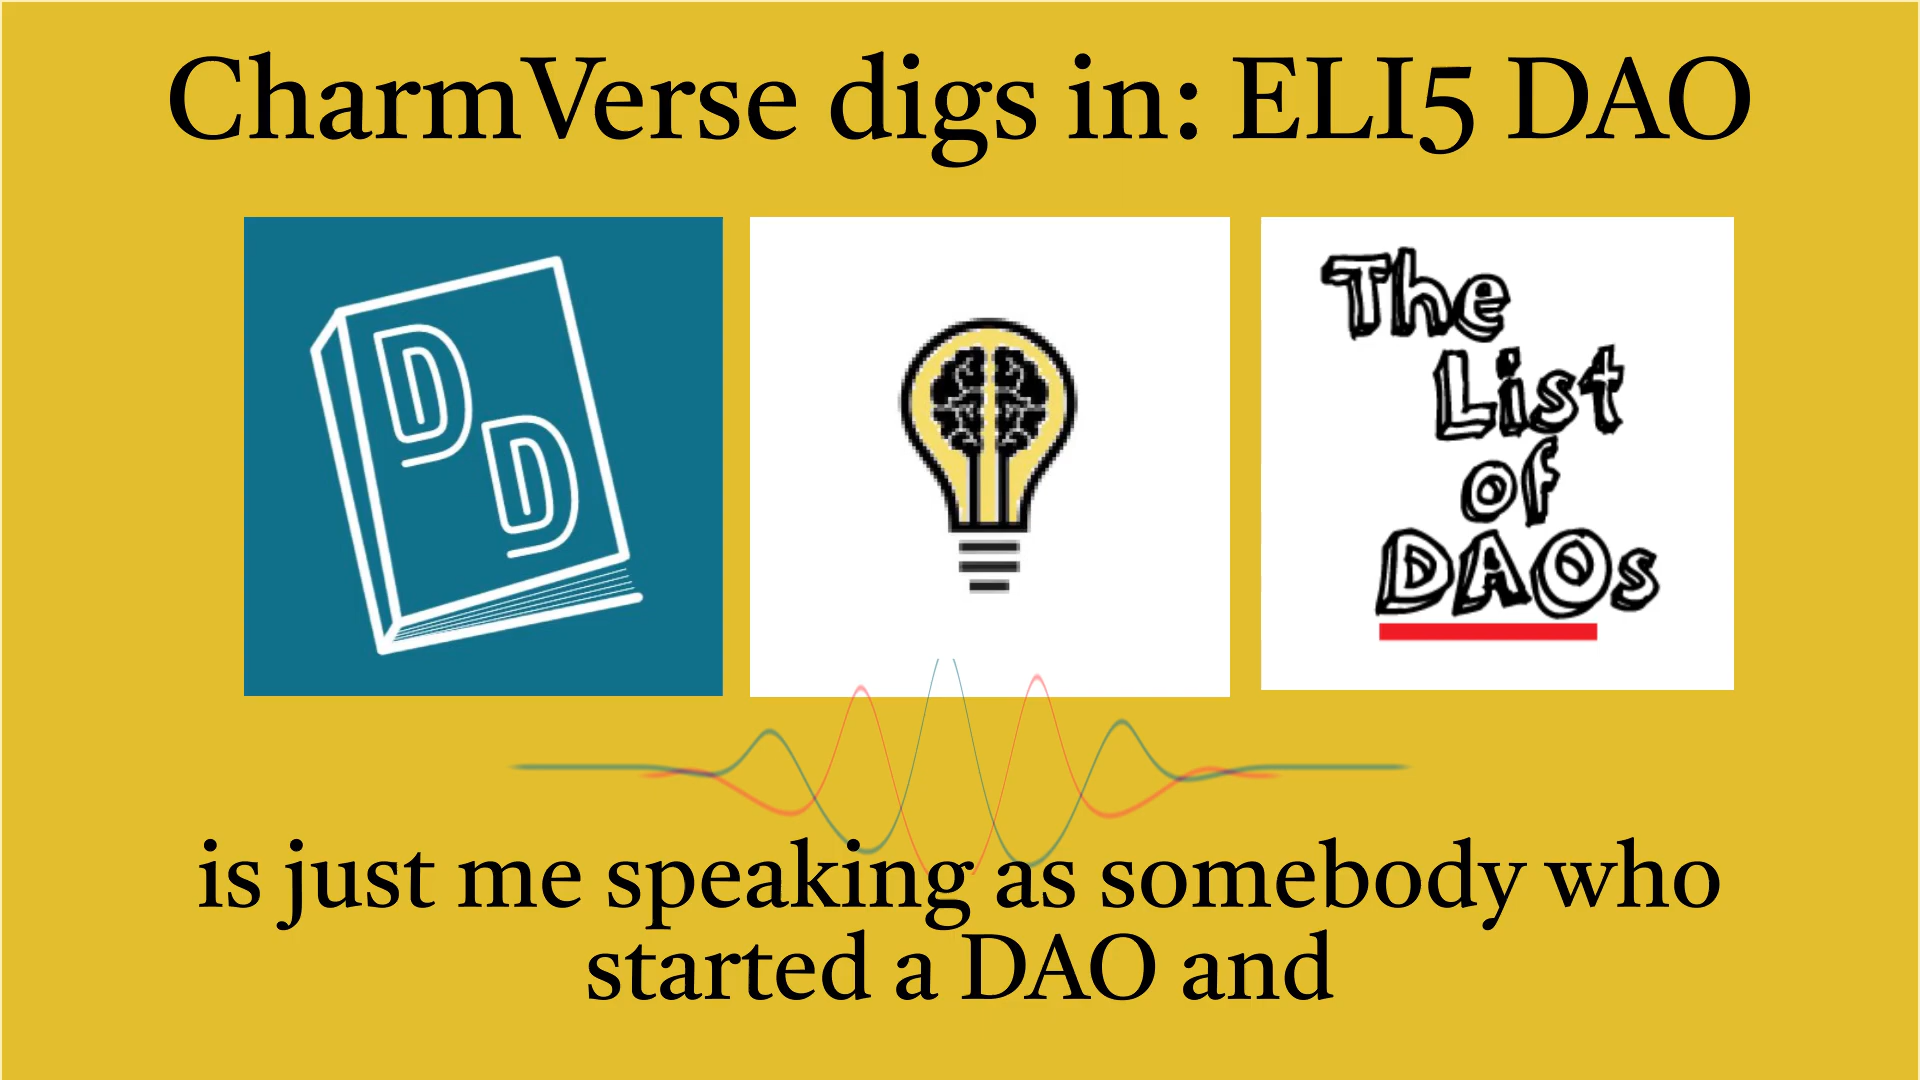 CharmVerse digs in: ELI5 DAO
D
D
The
List
of
DAOs
is just me speaking as somebody who
started a DAO and